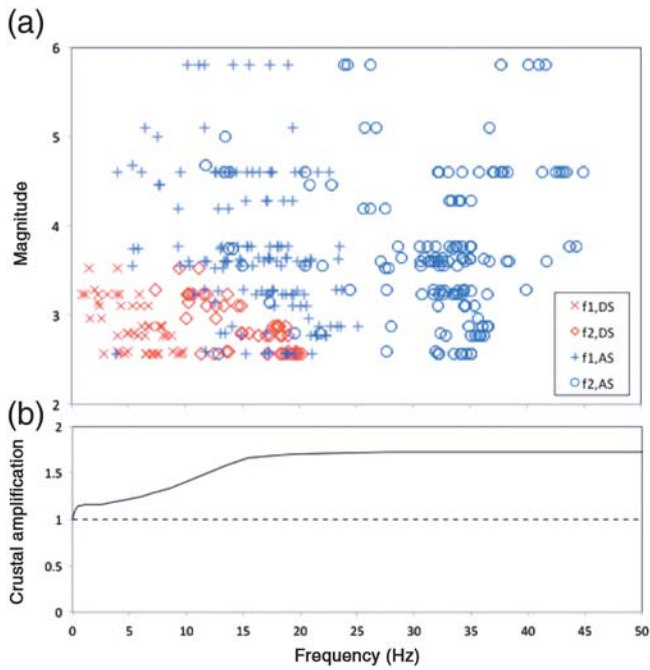 (a)
6
5
4
3
2
Magnitude
f1,DS
f2,DS
f1,AS
f2,AS
(b)
2
1.5
1
0.5
0
Crustal amplification
0 5 10 15 20 25 30 35 40 45 50
Frequency (Hz)